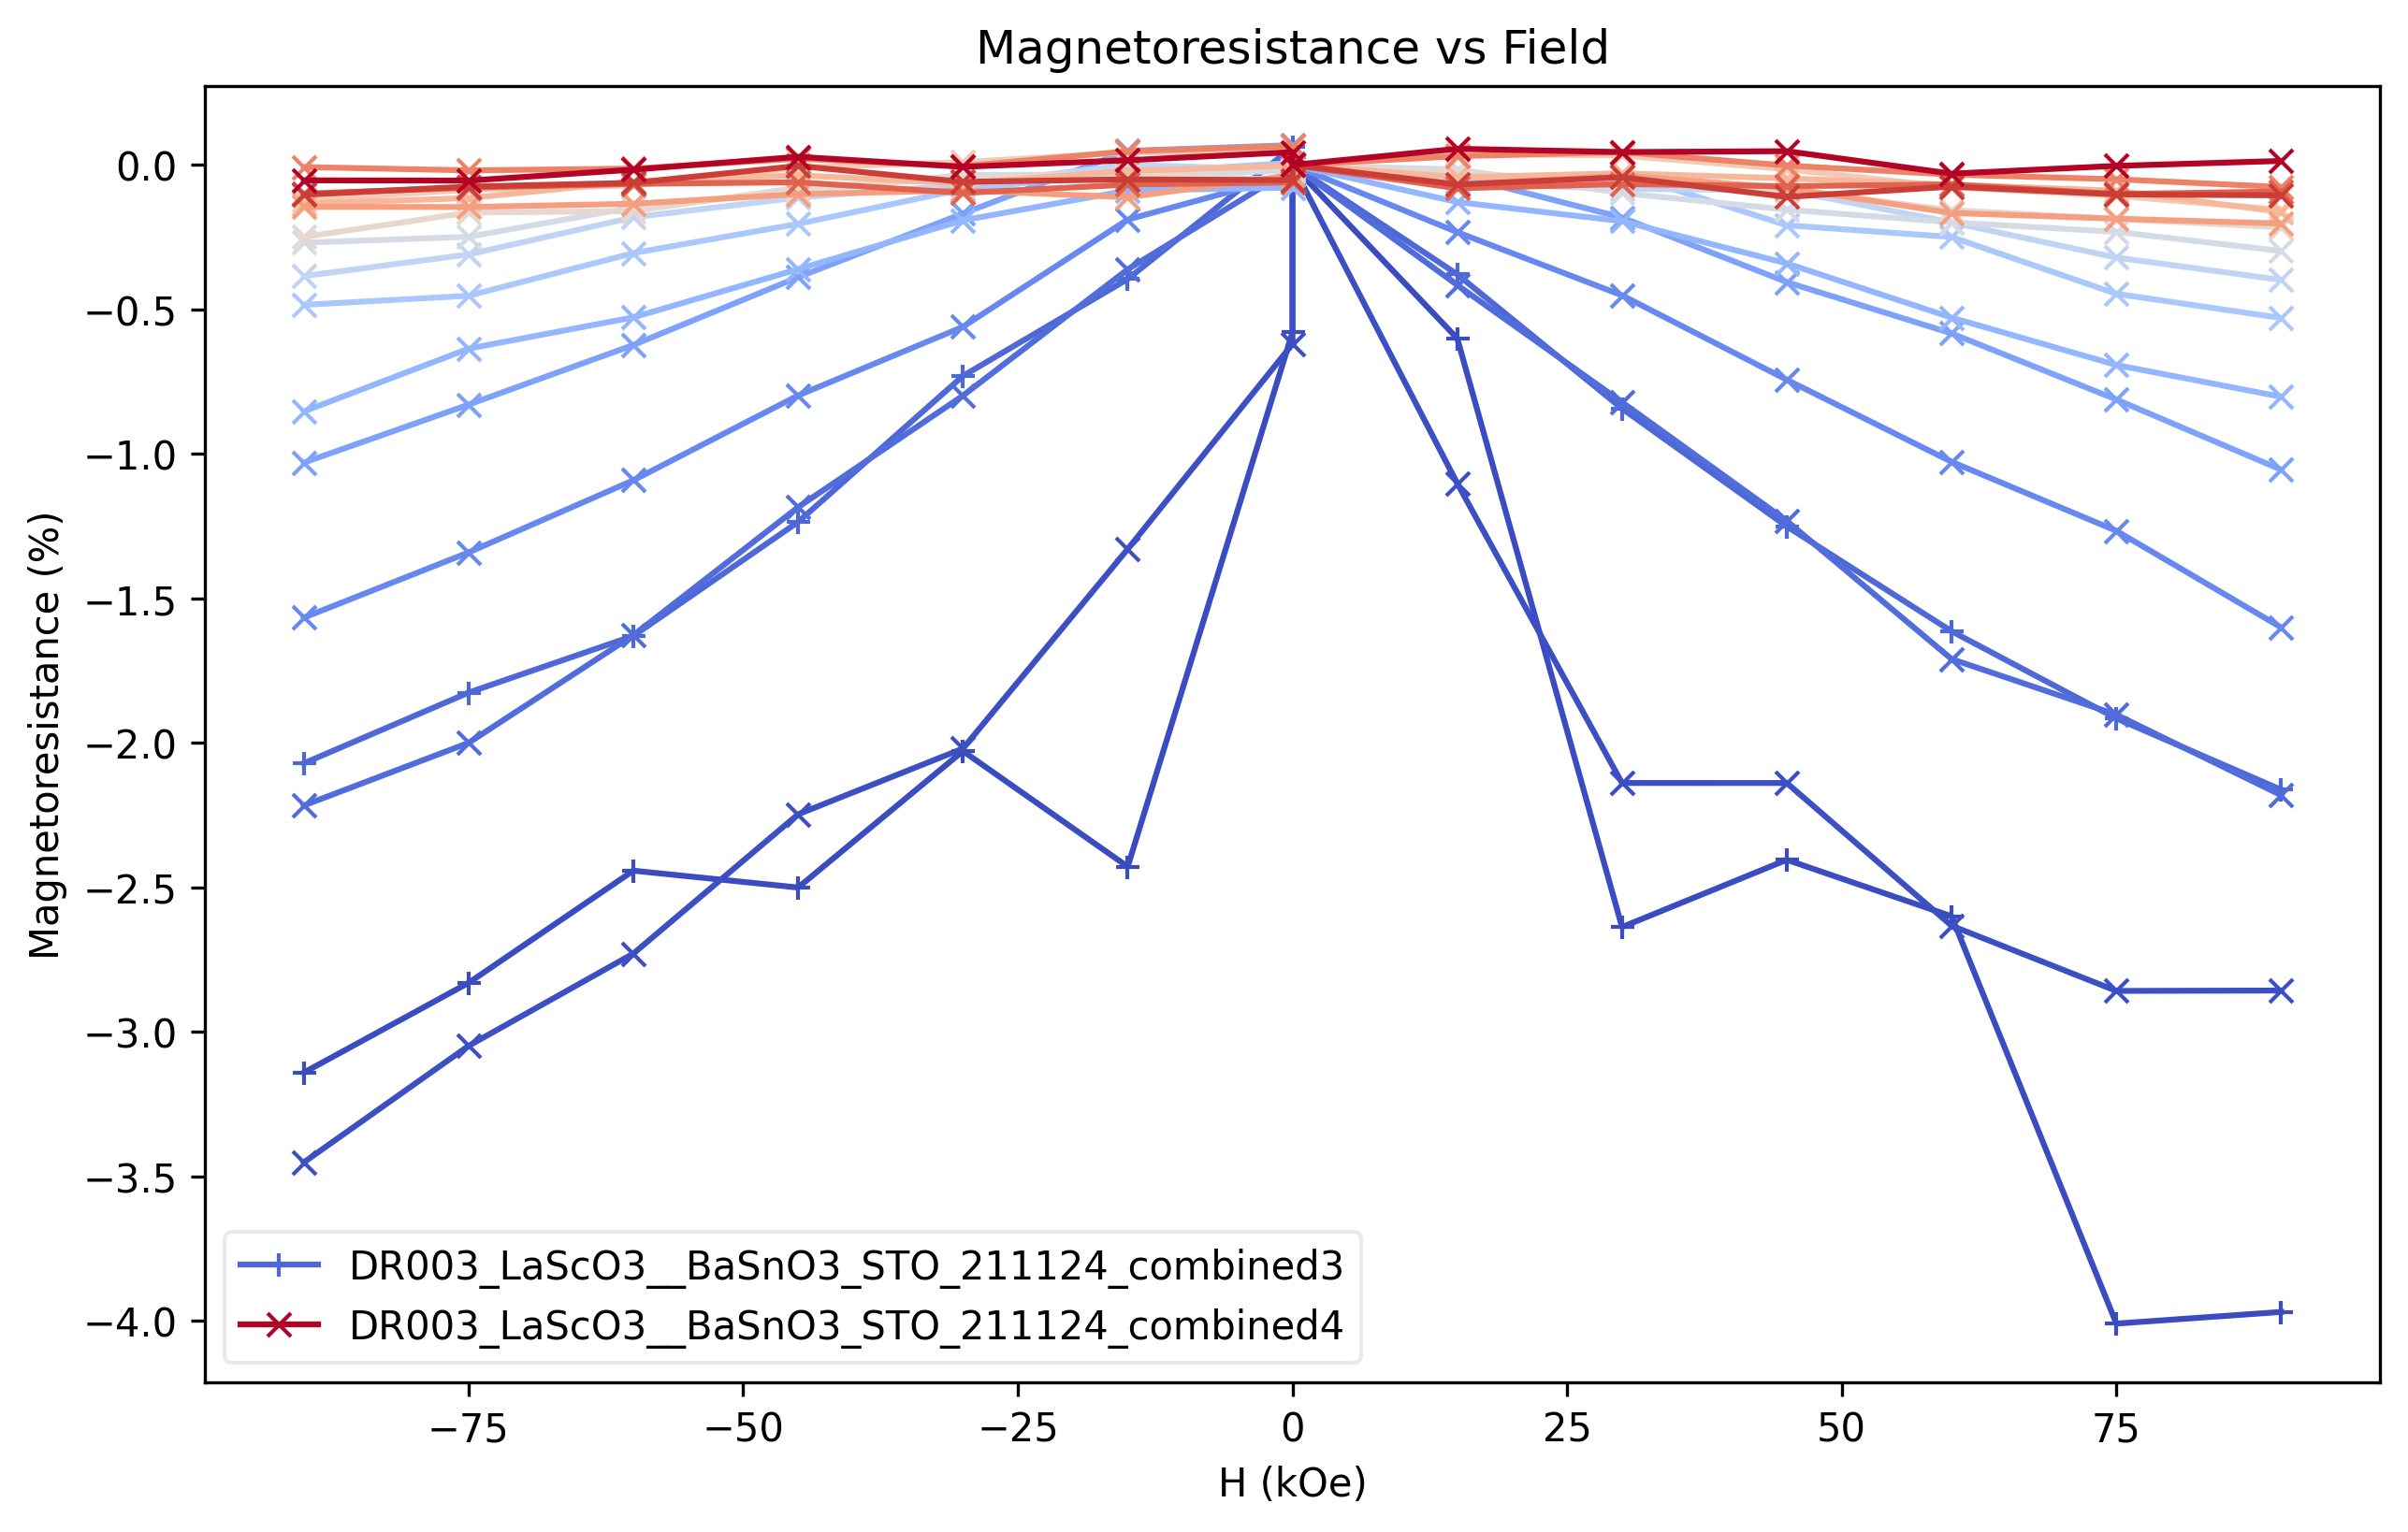 Magnetoresistance vs Field
Magnetoresistance (%)
0.0
−0.5
−1.0
−1.5
−2.0
−2.5
−3.0
−3.5
−4.0
DR003_LaScO3__BaSnO3_STO_211124_combined3
DR003_LaScO3__BaSnO3_STO_211124_combined4
−75 −50 −25 0 25 50 75
H (kOe)